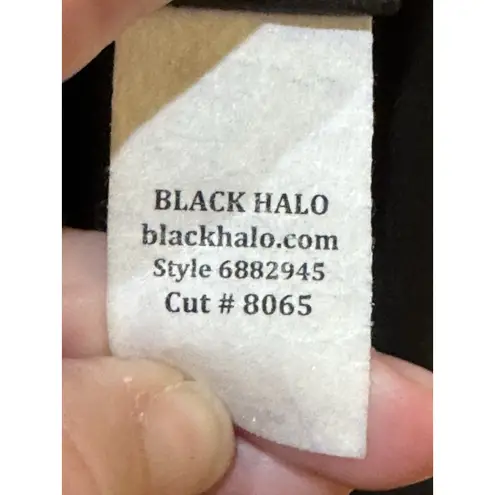 BLACK HALO
blackhalo.com
Style 6882945
Cut # 8065